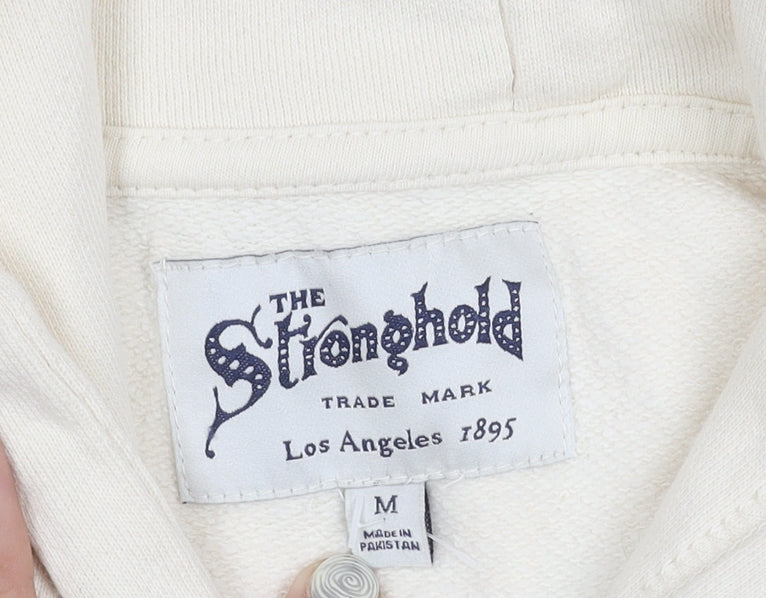 THE
Stronghold
TRADE MARK
Los Angeles 1895
M
MADE IN
PAKISTAN